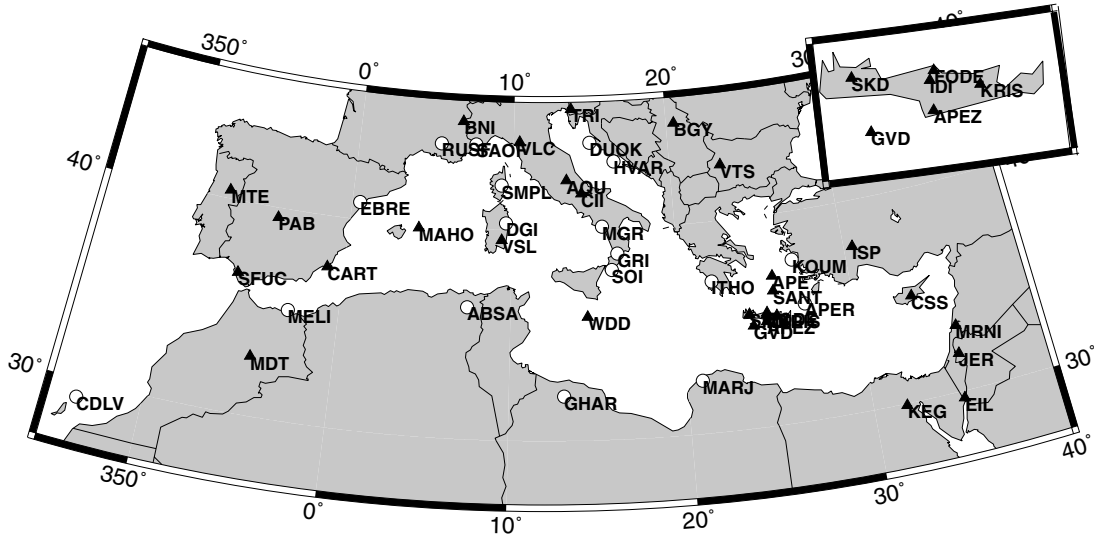 350°
0°
10°
20°
40°
SKD
EODE
IDI
KRIS
APEZ
GVD
TRI
BNI
BGY
RUSF
SAOF
VLC
DUOK
HVAR
VTS
40°
MTE
AQU
CII
SMPL
EBRE
PAB
MAHO
DGI
VSL
MGR
ISP
GRI
KOUM
SOI
SFUC
CART
ITHO
APE
SANT
CSS
APER
MELI
ABSA
WDD
GVD
MRNI
MDT
JER
30°
30°
CDLV
GHAR
MARJ
KEG
EIL
40°
350°
0°
10°
20°
30°